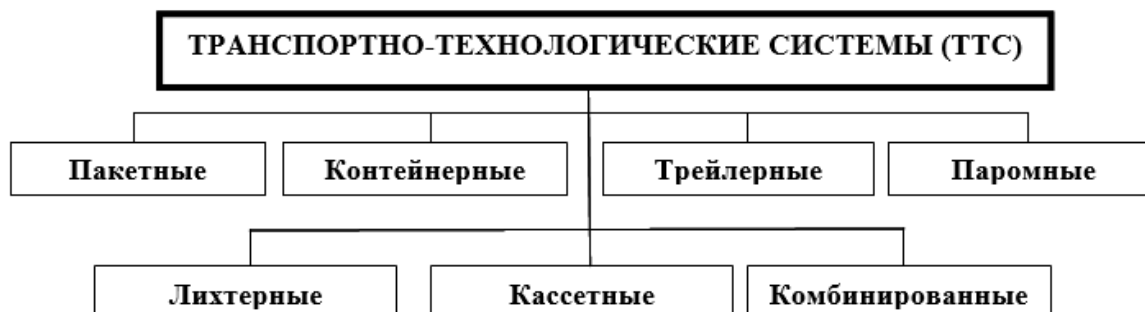 ТРАНСПОРТНО-ТЕХНОЛОГИЧЕСКИЕ СИСТЕМЫ (ТТС)
Пакетные
Контейнерные
Трейлерные
Паромные
Лихтерные
Кассетные
Комбинированные